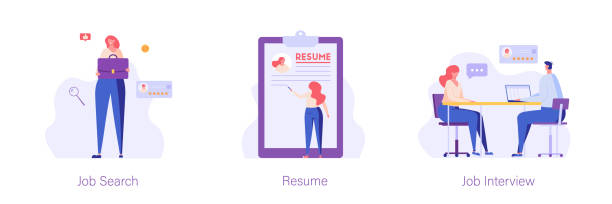 RESUME
Job Search
Resume
Job Interview